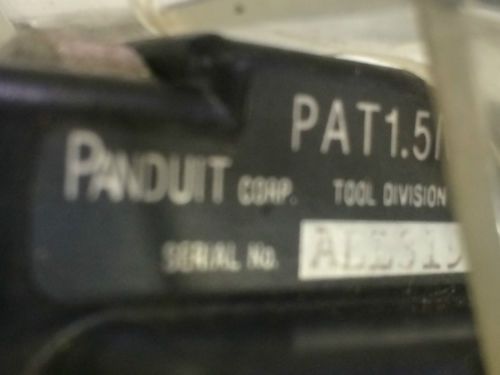 PAT1.5
PANDUIT CORP. TOOL DIVISION
SERIAL No.